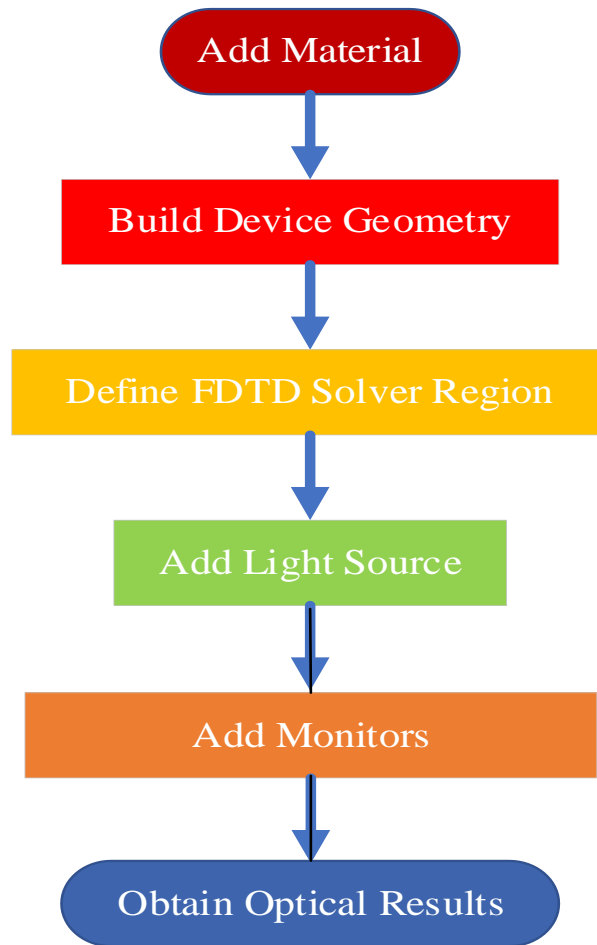 Add Material
Build Device Geometry
Define FDTD Solver Region
Add Light Source
Add Monitors
Obtain Optical Results